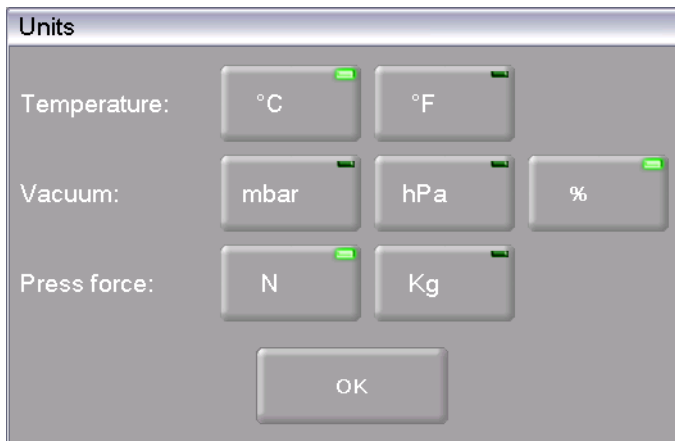 Units
Temperature: °C °F
Vacuum: mbar hPa %
Press force: N Kg
OK